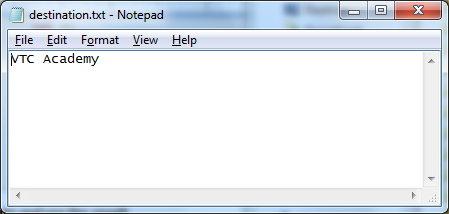 destination.txt - Notepad
File Edit Format View Help
VTC Academy